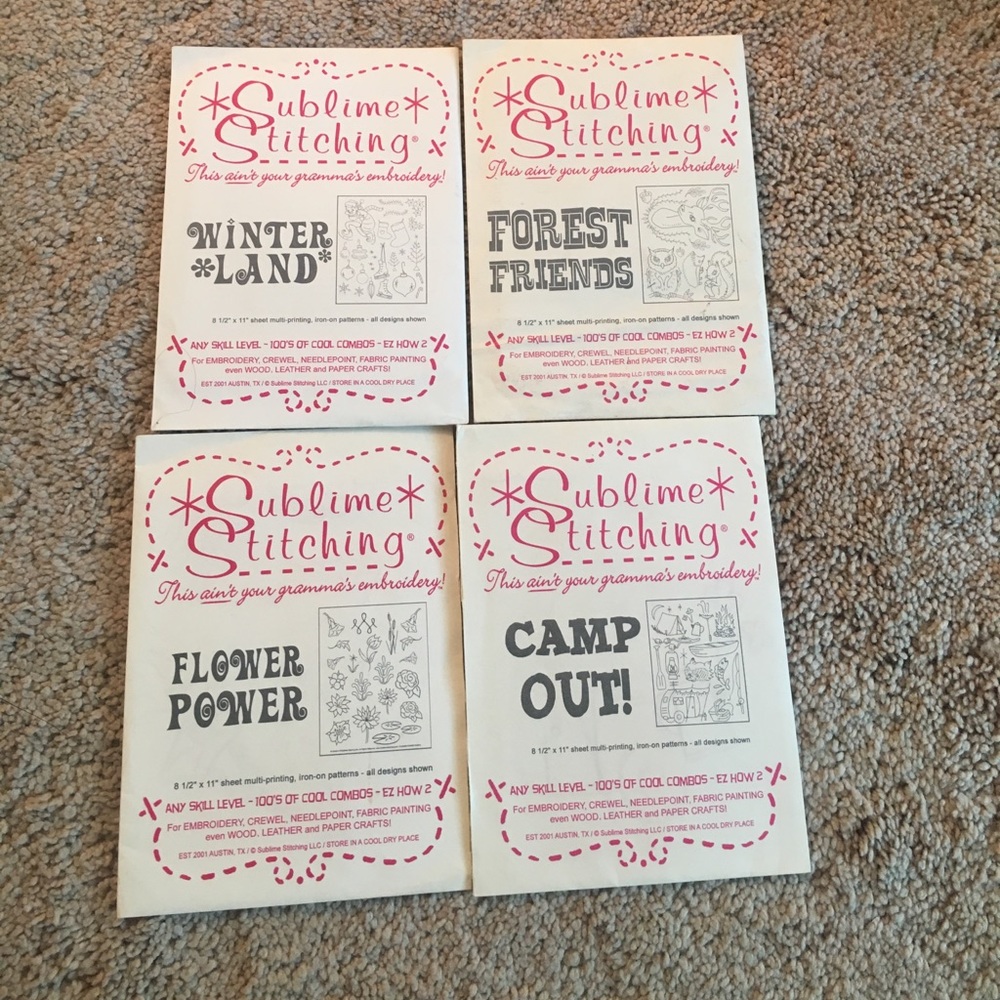 Sublime
Stitching®
This ain't your gramma's embroidery!
WINTER
LAND
8 1/2" x 11" sheet multi-printing, iron-on patterns - all designs shown
ANY SKILL LEVEL - 100'S OF COOL COMBOS - EZ HOW 2
For EMBROIDERY, CREWEL, NEEDLEPOINT, FABRIC PAINTING
even WOOD, LEATHER and PAPER CRAFTS!
EST 2001 AUSTIN, TX / © Sublime Stitching LLC / STORE IN A COOL DRY PLACE
Sublime
Stitching®
This ain't your gramma's embroidery!
FOREST
FRIENDS
8 1/2" x 11" sheet multi-printing, iron-on patterns - all designs shown
ANY SKILL LEVEL - 100'S OF COOL COMBOS - EZ HOW 2
For EMBROIDERY, CREWEL, NEEDLEPOINT, FABRIC PAINTING
even WOOD, LEATHER and PAPER CRAFTS!
EST 2001 AUSTIN, TX / © Sublime Stitching LLC / STORE IN A COOL DRY PLACE
Sublime
Stitching®
This ain't your gramma's embroidery!
FLOWER
POWER
8 1/2" x 11" sheet multi-printing, iron-on patterns - all designs shown
ANY SKILL LEVEL - 100'S OF COOL COMBOS - EZ HOW 2
For EMBROIDERY, CREWEL, NEEDLEPOINT, FABRIC PAINTING
even WOOD, LEATHER and PAPER CRAFTS!
EST 2001 AUSTIN, TX / © Sublime Stitching LLC / STORE IN A COOL DRY PLACE
Sublime
Stitching®
This ain't your gramma's embroidery!
CAMP
OUT!
8 1/2" x 11" sheet multi-printing, iron-on patterns - all designs shown
ANY SKILL LEVEL - 100'S OF COOL COMBOS - EZ HOW 2
For EMBROIDERY, CREWEL, NEEDLEPOINT, FABRIC PAINTING
even WOOD, LEATHER and PAPER CRAFTS!
EST 2001 AUSTIN, TX / © Sublime Stitching LLC / STORE IN A COOL DRY PLACE